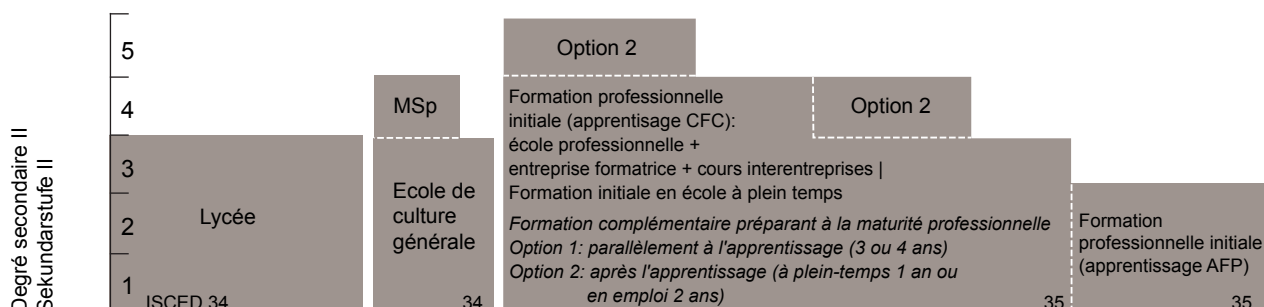 Degré secondaire II
Sekundarstufe II
5
4
3
2
1
Lycée
ISCED 34
MSp
Ecole de
culture
générale
34
Option 2
Formation professionnelle
initiale (apprentisage CFC):
école professionnelle +
entreprise formatrice + cours interentreprises |
Formation initiale en école à plein temps
Formation complémentaire préparant à la maturité professionnelle
Option 1: parallèlement à l'apprentissage (3 ou 4 ans)
Option 2: après l'apprentissage (à plein-temps 1 an ou
en emploi 2 ans)
35
Option 2
Formation
professionnelle initiale
(apprentissage AFP)
35